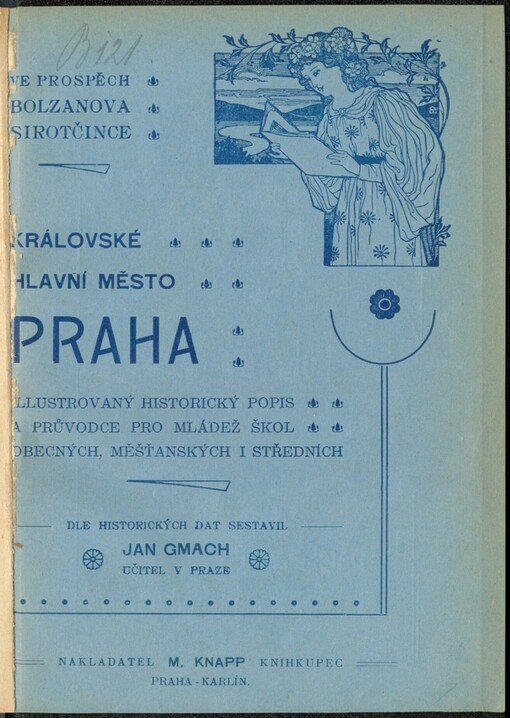 B 121.
VE PROSPĚCH
BOLZANOVA
SIROTČINCE
KRÁLOVSKÉ
HLAVNÍ MĚSTO
PRAHA
ILLUSTROVANÝ HISTORICKÝ POPIS
A PRŮVODCE PRO MLÁDEŽ ŠKOL
OBECNÝCH, MĚŠŤANSKÝCH I STŘEDNÍCH
DLE HISTORICKÝCH DAT SESTAVIL
JAN GMACH
UČITEL V PRAZE
NAKLADATEL M. KNAPP KNIHKUPEC
PRAHA-KARLÍN.